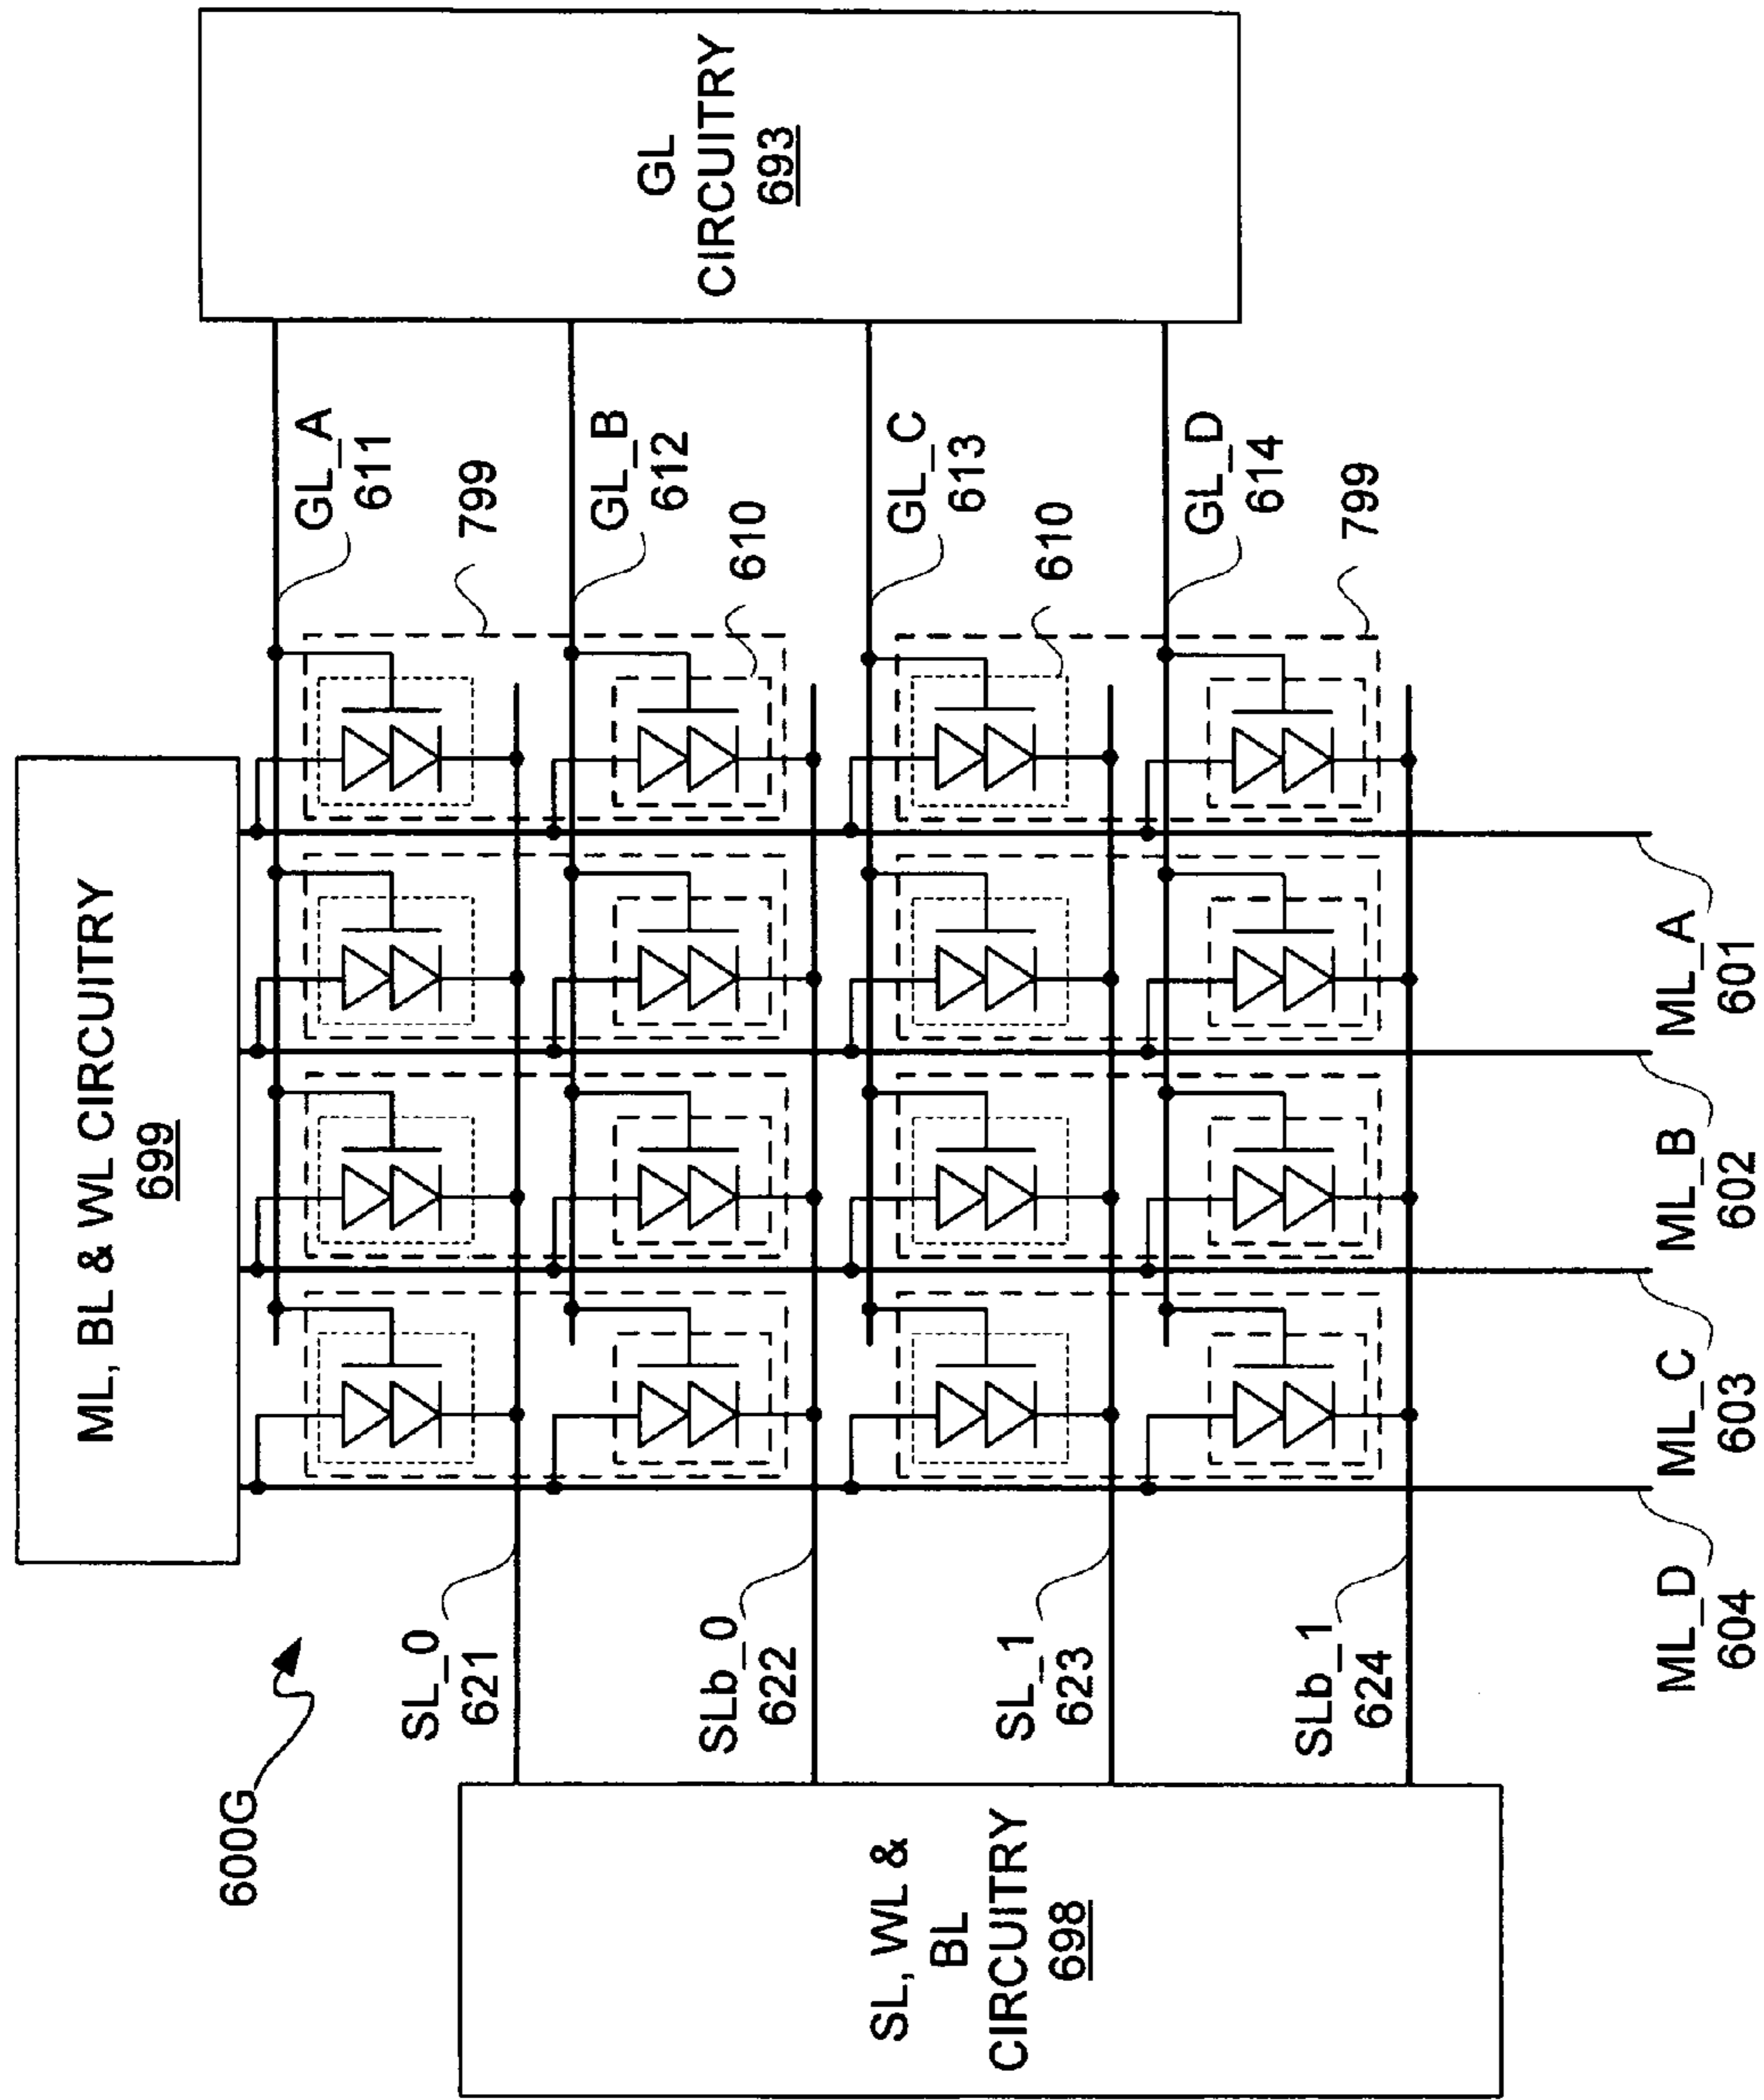 600G
ML, BL & WL CIRCUITRY
699
GL
CIRCUITRY
693
SL, WL &
BL
CIRCUITRY
698
GL_A
611
799
GL_B
612
610
GL_C
613
610
GL_D
614
799
SL_0
621
SLb_0
622
SL_1
623
SLb_1
624
ML_A
601
ML_B
602
ML_C
603
ML_D
604